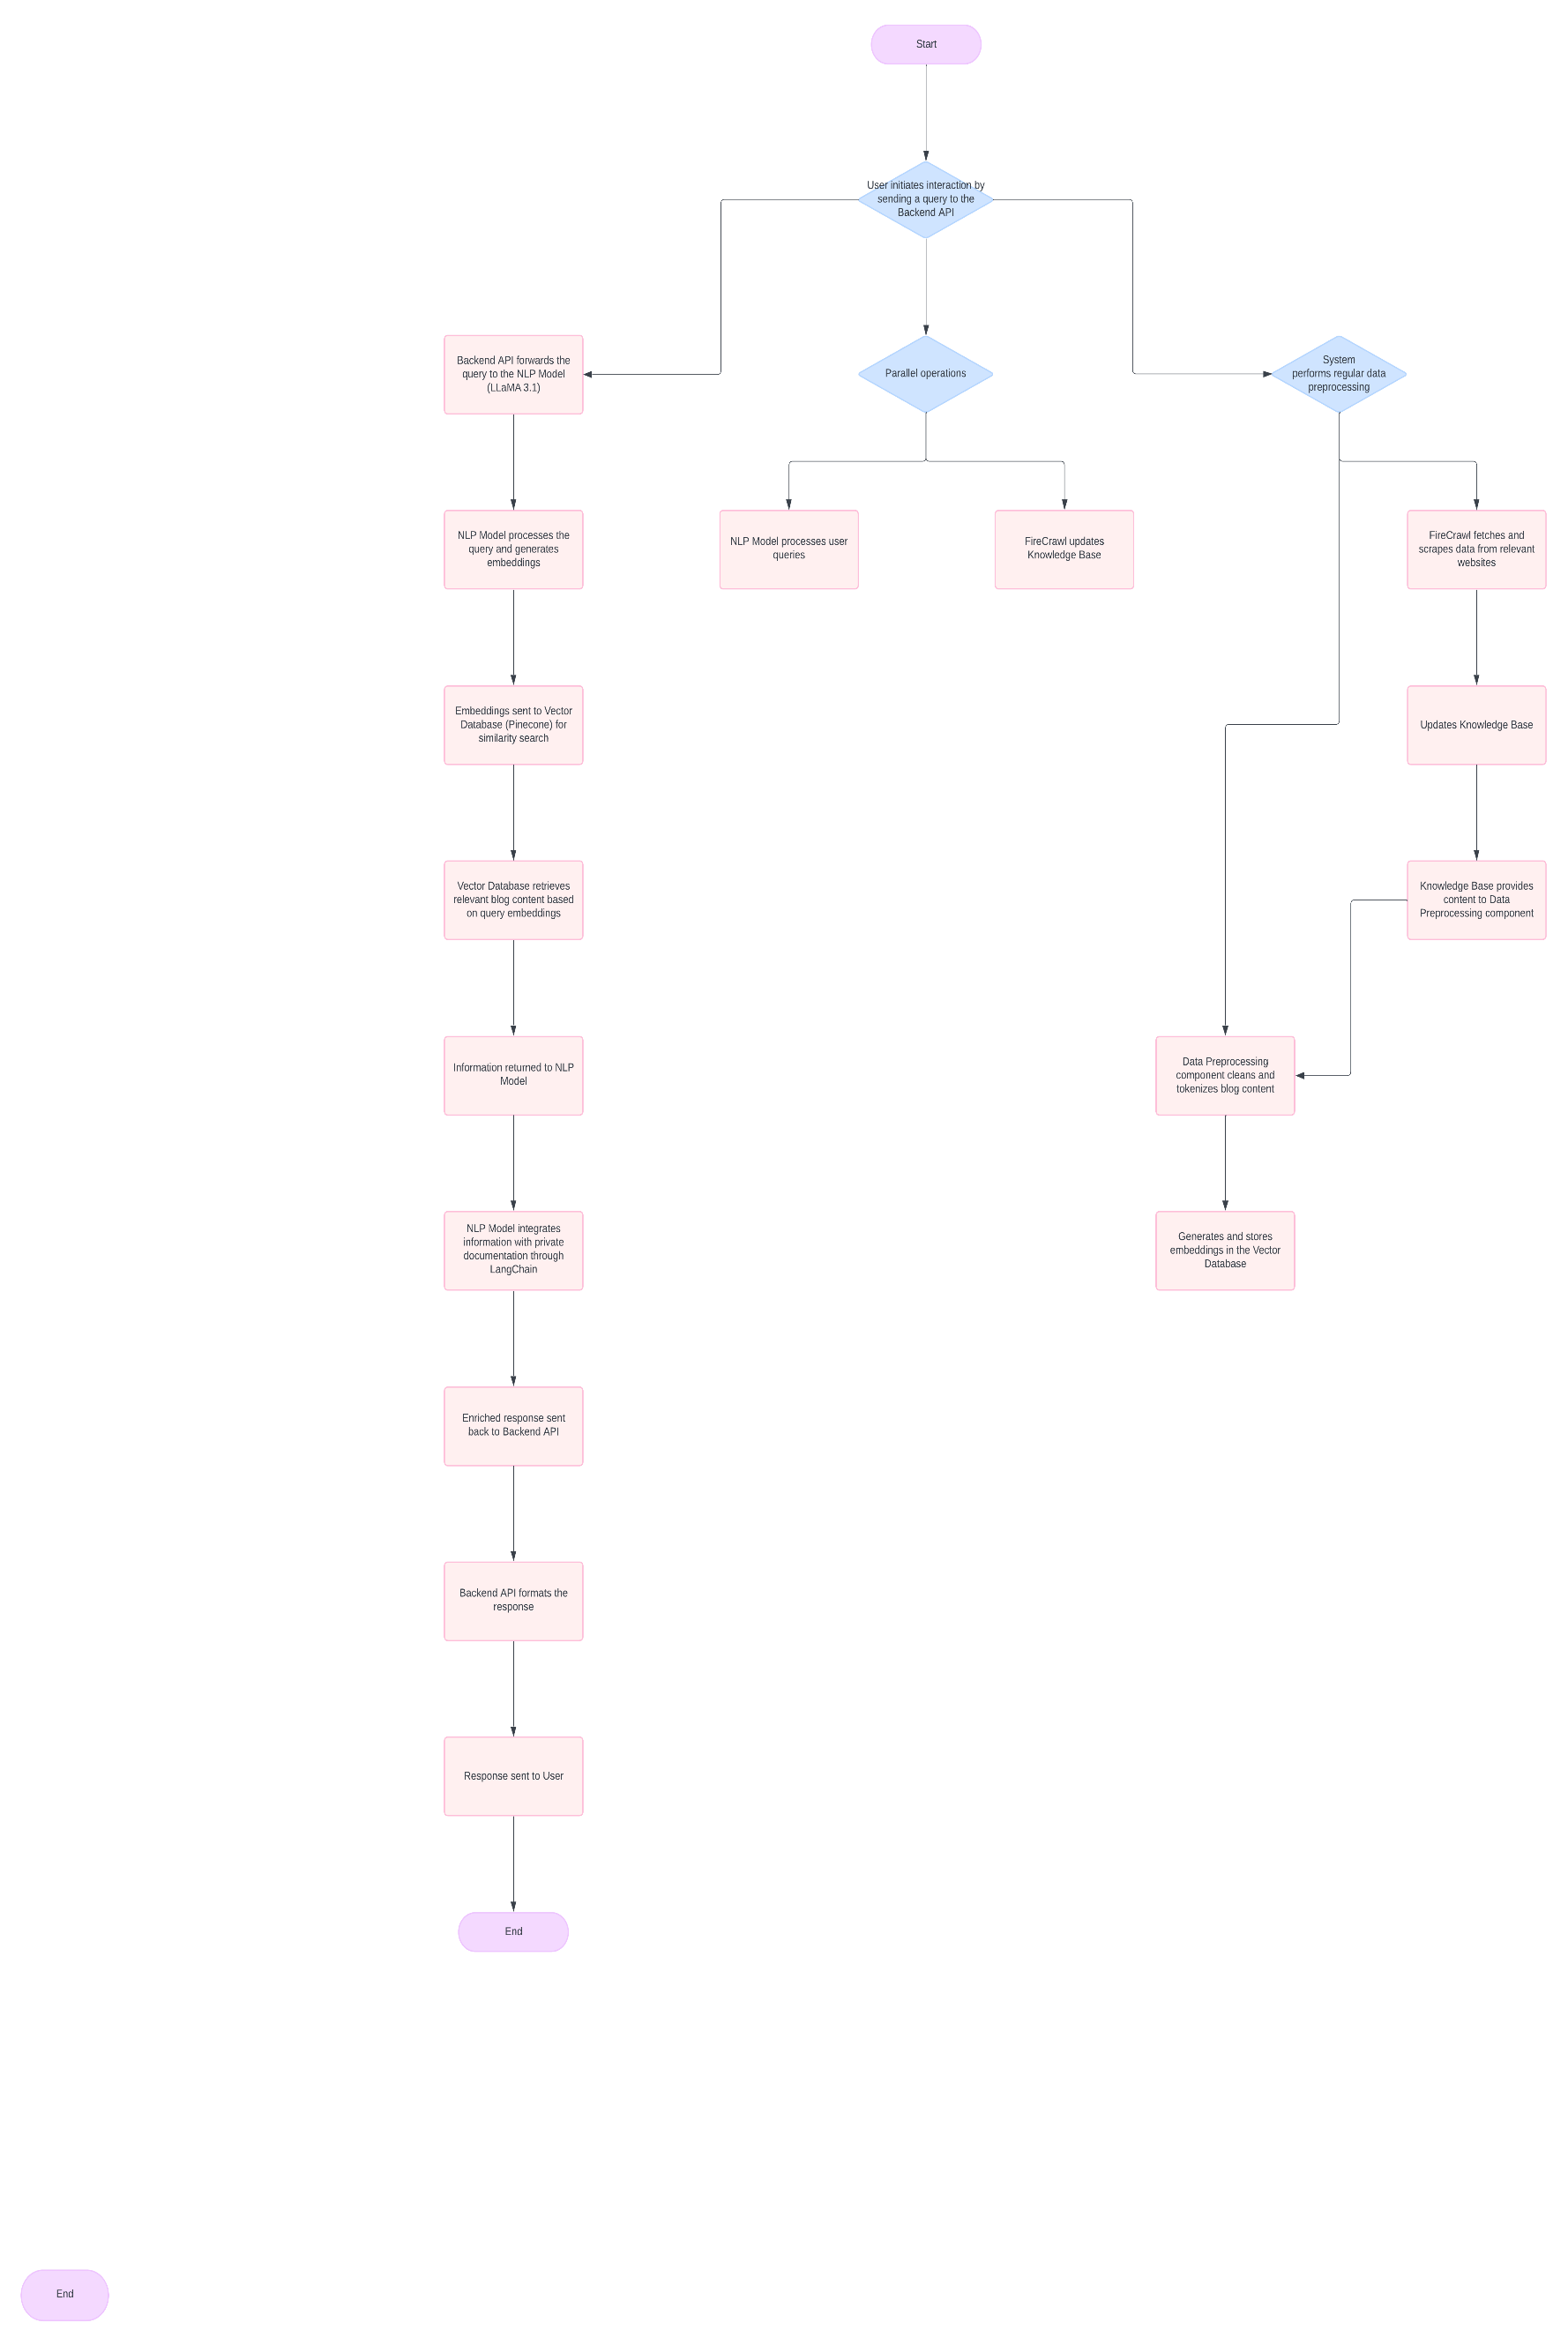 Start
User initiates interaction by
sending a query to the
Backend API
Backend API forwards the
query to the NLP Model
(LLaMA 3.1)
Parallel operations
System
performs regular data
preprocessing
NLP Model processes the
query and generates
embeddings
NLP Model processes user
queries
FireCrawl updates
Knowledge Base
FireCrawl fetches and
scrapes data from relevant
websites
Embeddings sent to Vector
Database (Pinecone) for
similarity search
Updates Knowledge Base
Vector Database retrieves
relevant blog content based
on query embeddings
Knowledge Base provides
content to Data
Preprocessing component
Information returned to NLP
Model
Data Preprocessing
component cleans and
tokenizes blog content
NLP Model integrates
information with private
documentation through
LangChain
Generates and stores
embeddings in the Vector
Database
Enriched response sent
back to Backend API
Backend API formats the
response
Response sent to User
End
End